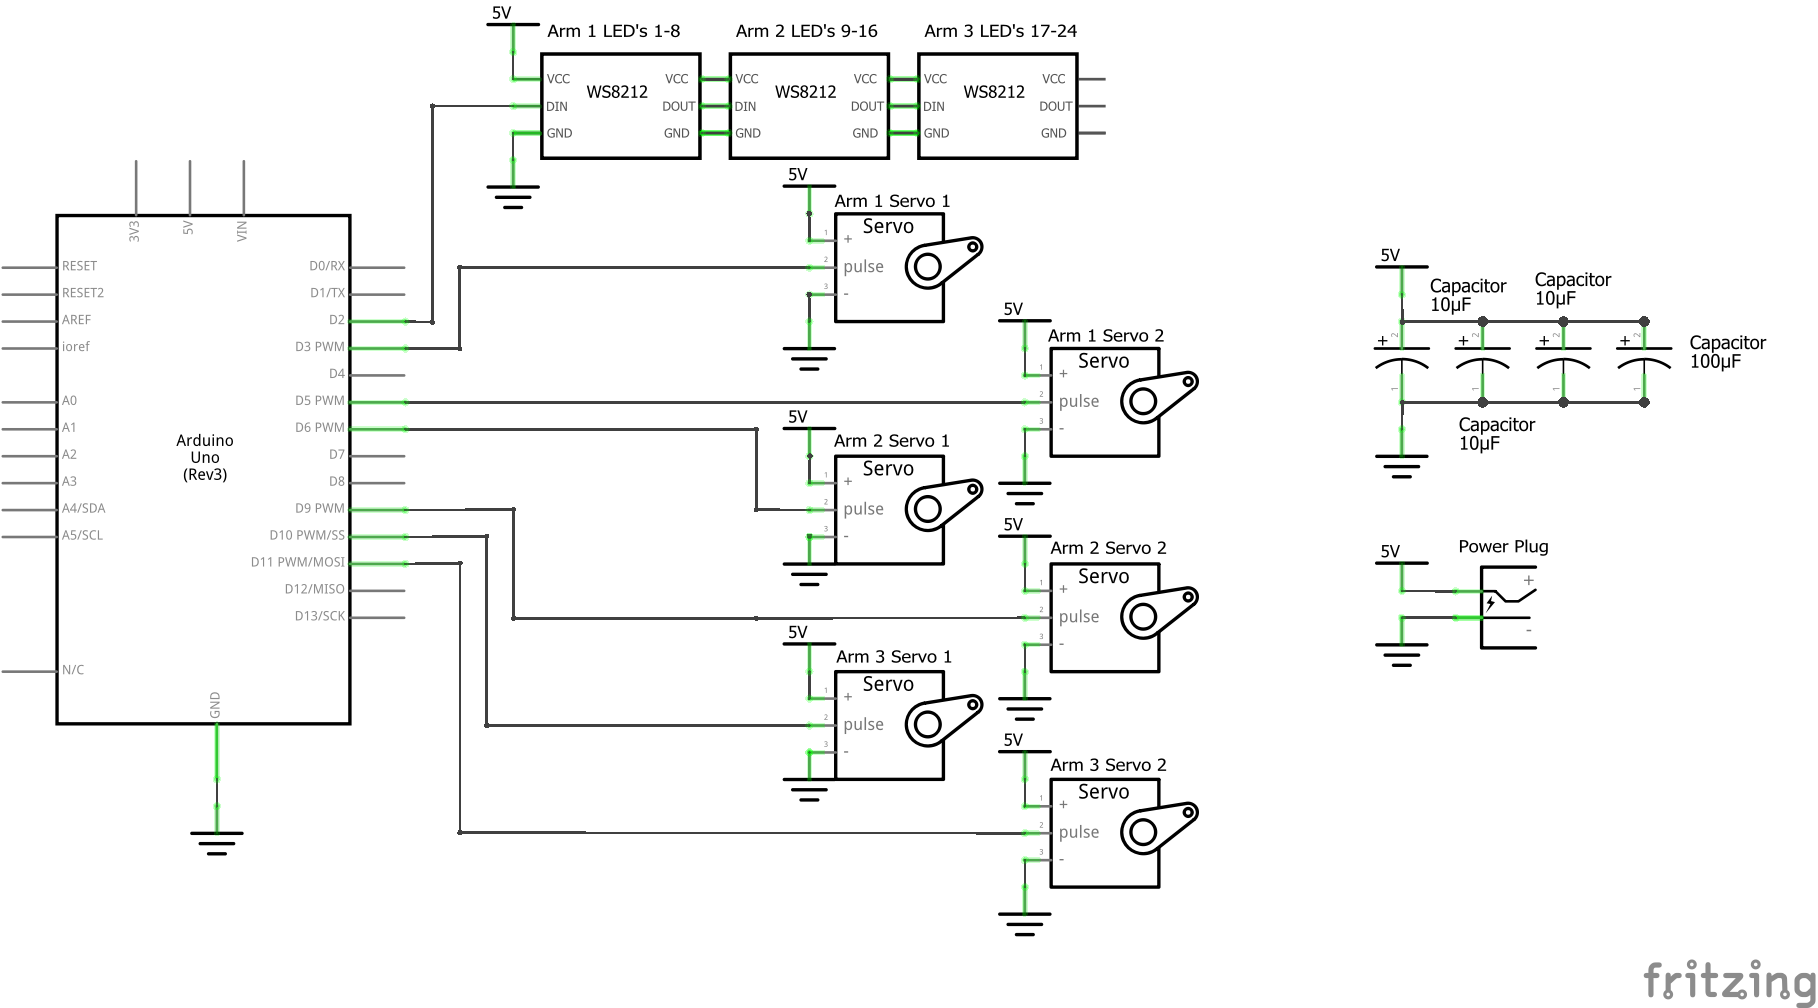 5V
Arm 1 LED's 1-8
Arm 2 LED's 9-16
Arm 3 LED's 17-24
VCC VCC
WS8212
DIN DOUT
GND GND
VCC VCC
WS8212
DIN DOUT
GND GND
VCC VCC
WS8212
DIN DOUT
GND GND
3V3 5V VIN
RESET
RESET2
AREF
ioref
A0
A1
A2
A3
A4/SDA
A5/SCL
N/C
Arduino
Uno
(Rev3)
D0/RX
D1/TX
D2
D3 PWM
D4
D5 PWM
D6 PWM
D7
D8
D9 PWM
D10 PWM/SS
D11 PWM/MOSI
D12/MISO
D13/SCK
GND
5V
Arm 1 Servo 1
Servo
1 +
2 pulse
3 -
5V
Arm 1 Servo 2
Servo
1 +
2 pulse
3 -
5V
Arm 2 Servo 1
Servo
1 +
2 pulse
3 -
5V
Arm 2 Servo 2
Servo
1 +
2 pulse
3 -
5V
Arm 3 Servo 1
Servo
1 +
2 pulse
3 -
5V
Arm 3 Servo 2
Servo
1 +
2 pulse
3 -
5V
Capacitor
10µF
Capacitor
10µF
Capacitor
100µF
+ 2 + 2 + 2 + 2
1 1 1 1
Capacitor
10µF
5V
Power Plug
+
-
fritzing